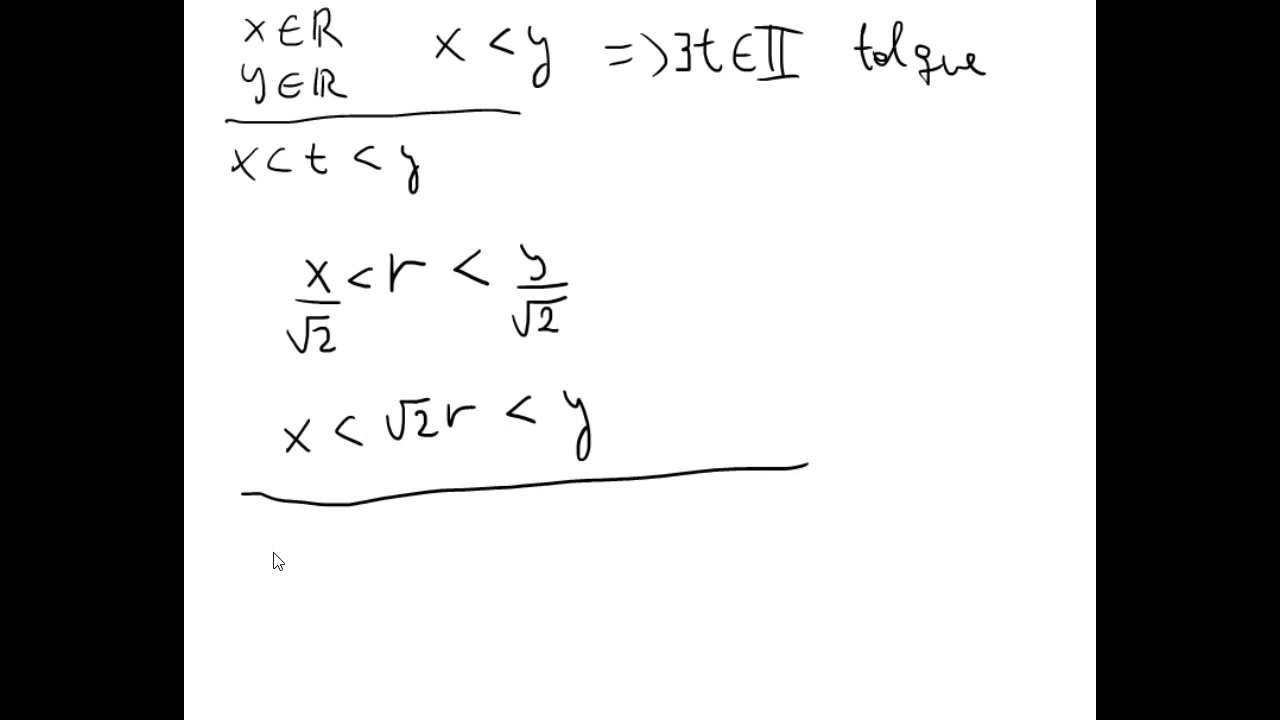 x∈ℝ
y∈ℝ
x < y ⇒ ∃t∈𝕀 tal que
x < t < y
x/√2 < r < y/√2
x < √2r < y